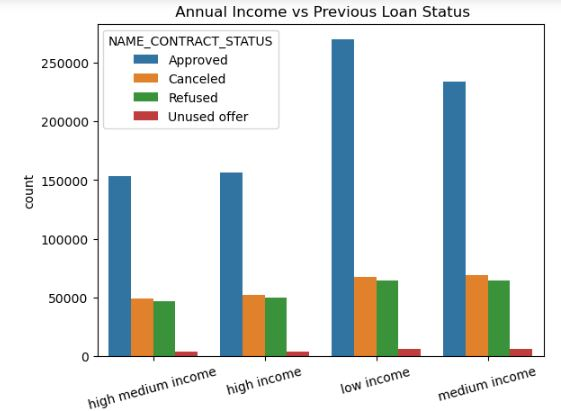 Annual Income vs Previous Loan Status
NAME_CONTRACT_STATUS
Approved
Canceled
Refused
Unused offer
count
250000
200000
150000
100000
50000
0
high medium income
high income
low income
medium income